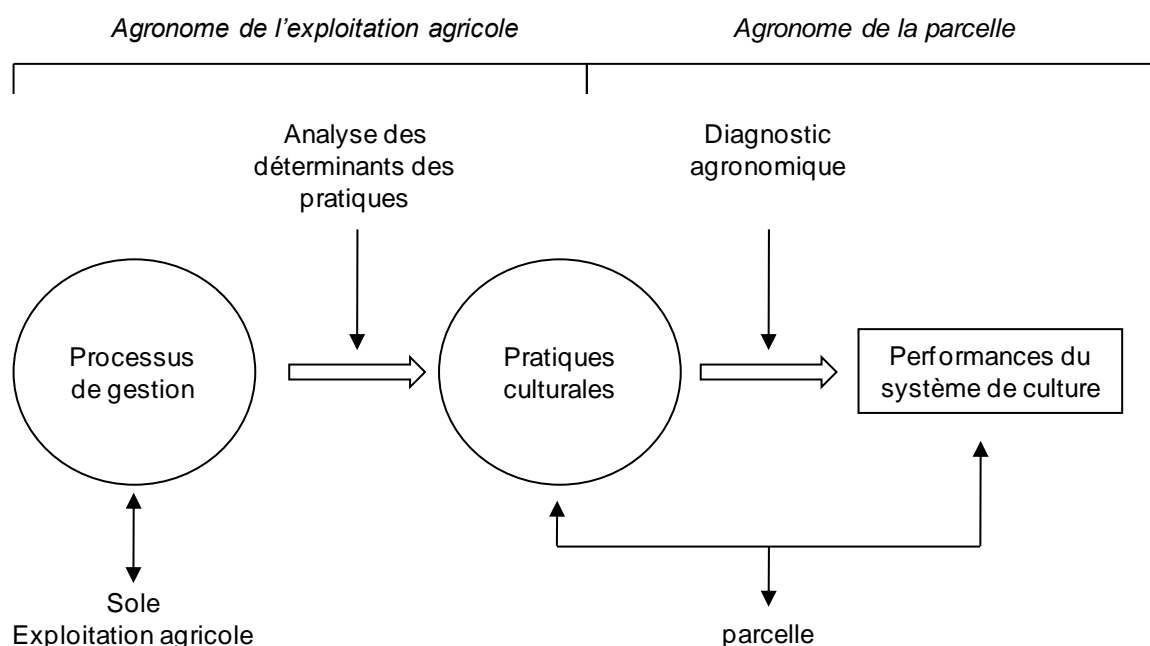 Agronome de l'exploitation agricole
Agronome de la parcelle
Analyse des
déterminants des
pratiques
Diagnostic
agronomique
Processus
de gestion
Pratiques
culturales
Performances du
système de culture
Sole
Exploitation agricole
parcelle